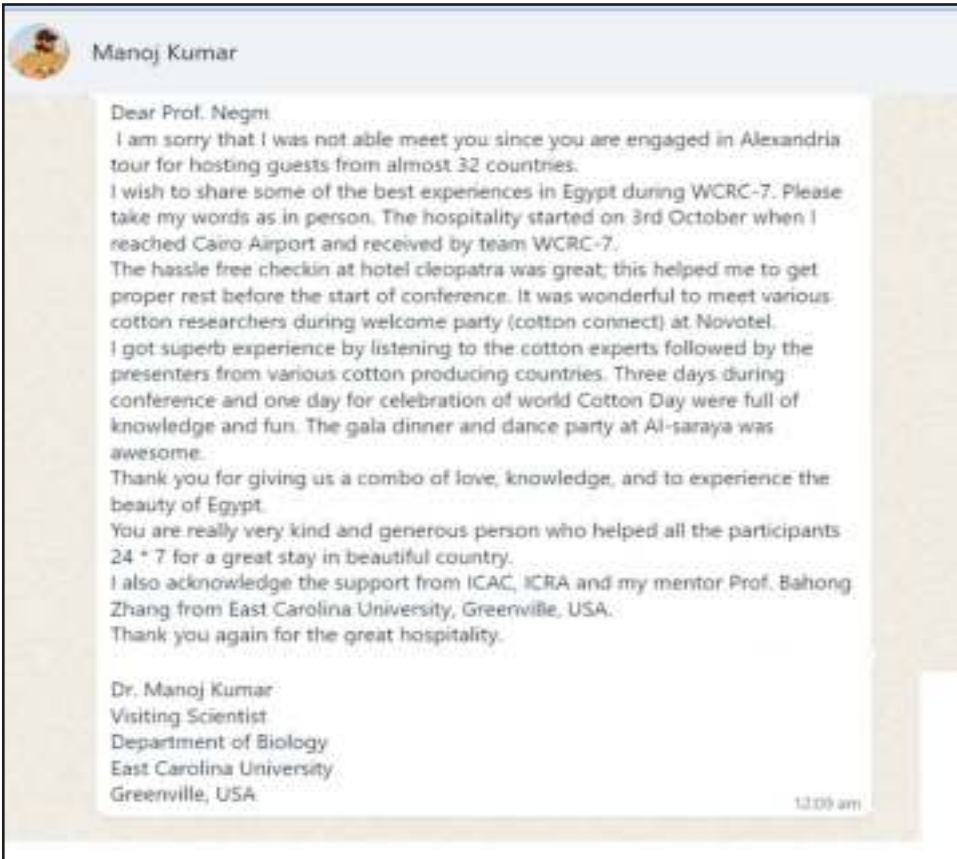 Manoj Kumar
Dear Prof. Negm
I am sorry that I was not able meet you since you are engaged in Alexandria
tour for hosting guests from almost 32 countries.
I wish to share some of the best experiences in Egypt during WCRC-7. Please
take my words as in person. The hospitality started on 3rd October when I
reached Cairo Airport and received by team WCRC-7.
The hassle free checkin at hotel cleopatra was great; this helped me to get
proper rest before the start of conference. It was wonderful to meet various
cotton researchers during welcome party (cotton connect) at Novotel.
I got superb experience by listening to the cotton experts followed by the
presenters from various cotton producing countries. Three days during
conference and one day for celebration of world Cotton Day were full of
knowledge and fun. The gala dinner and dance party at Al-saraya was
awesome.
Thank you for giving us a combo of love, knowledge, and to experience the
beauty of Egypt.
You are really very kind and generous person who helped all the participants
24 * 7 for a great stay in beautiful country.
I also acknowledge the support from ICAC, ICRA and my mentor Prof. Bahong
Zhang from East Carolina University, Greenville, USA.
Thank you again for the great hospitality.
Dr. Manoj Kumar
Visiting Scientist
Department of Biology
East Carolina University
Greenville, USA
12:09 am